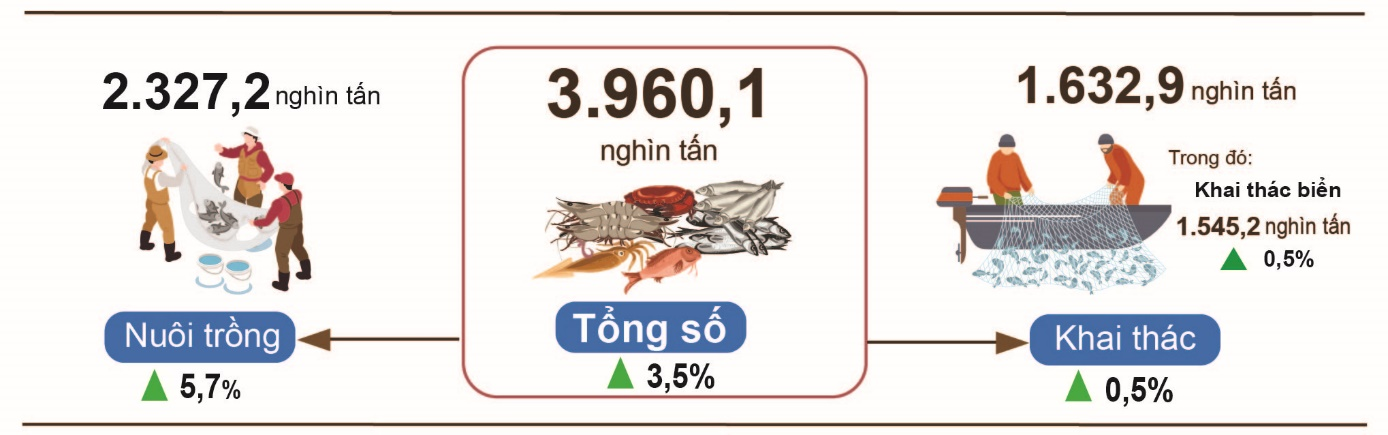 2.327,2 nghìn tấn
Nuôi trồng
5,7%
3.960,1
nghìn tấn
Tổng số
3,5%
1.632,9 nghìn tấn
Trong đó:
Khai thác biển
1.545,2 nghìn tấn
0,5%
Khai thác
0,5%